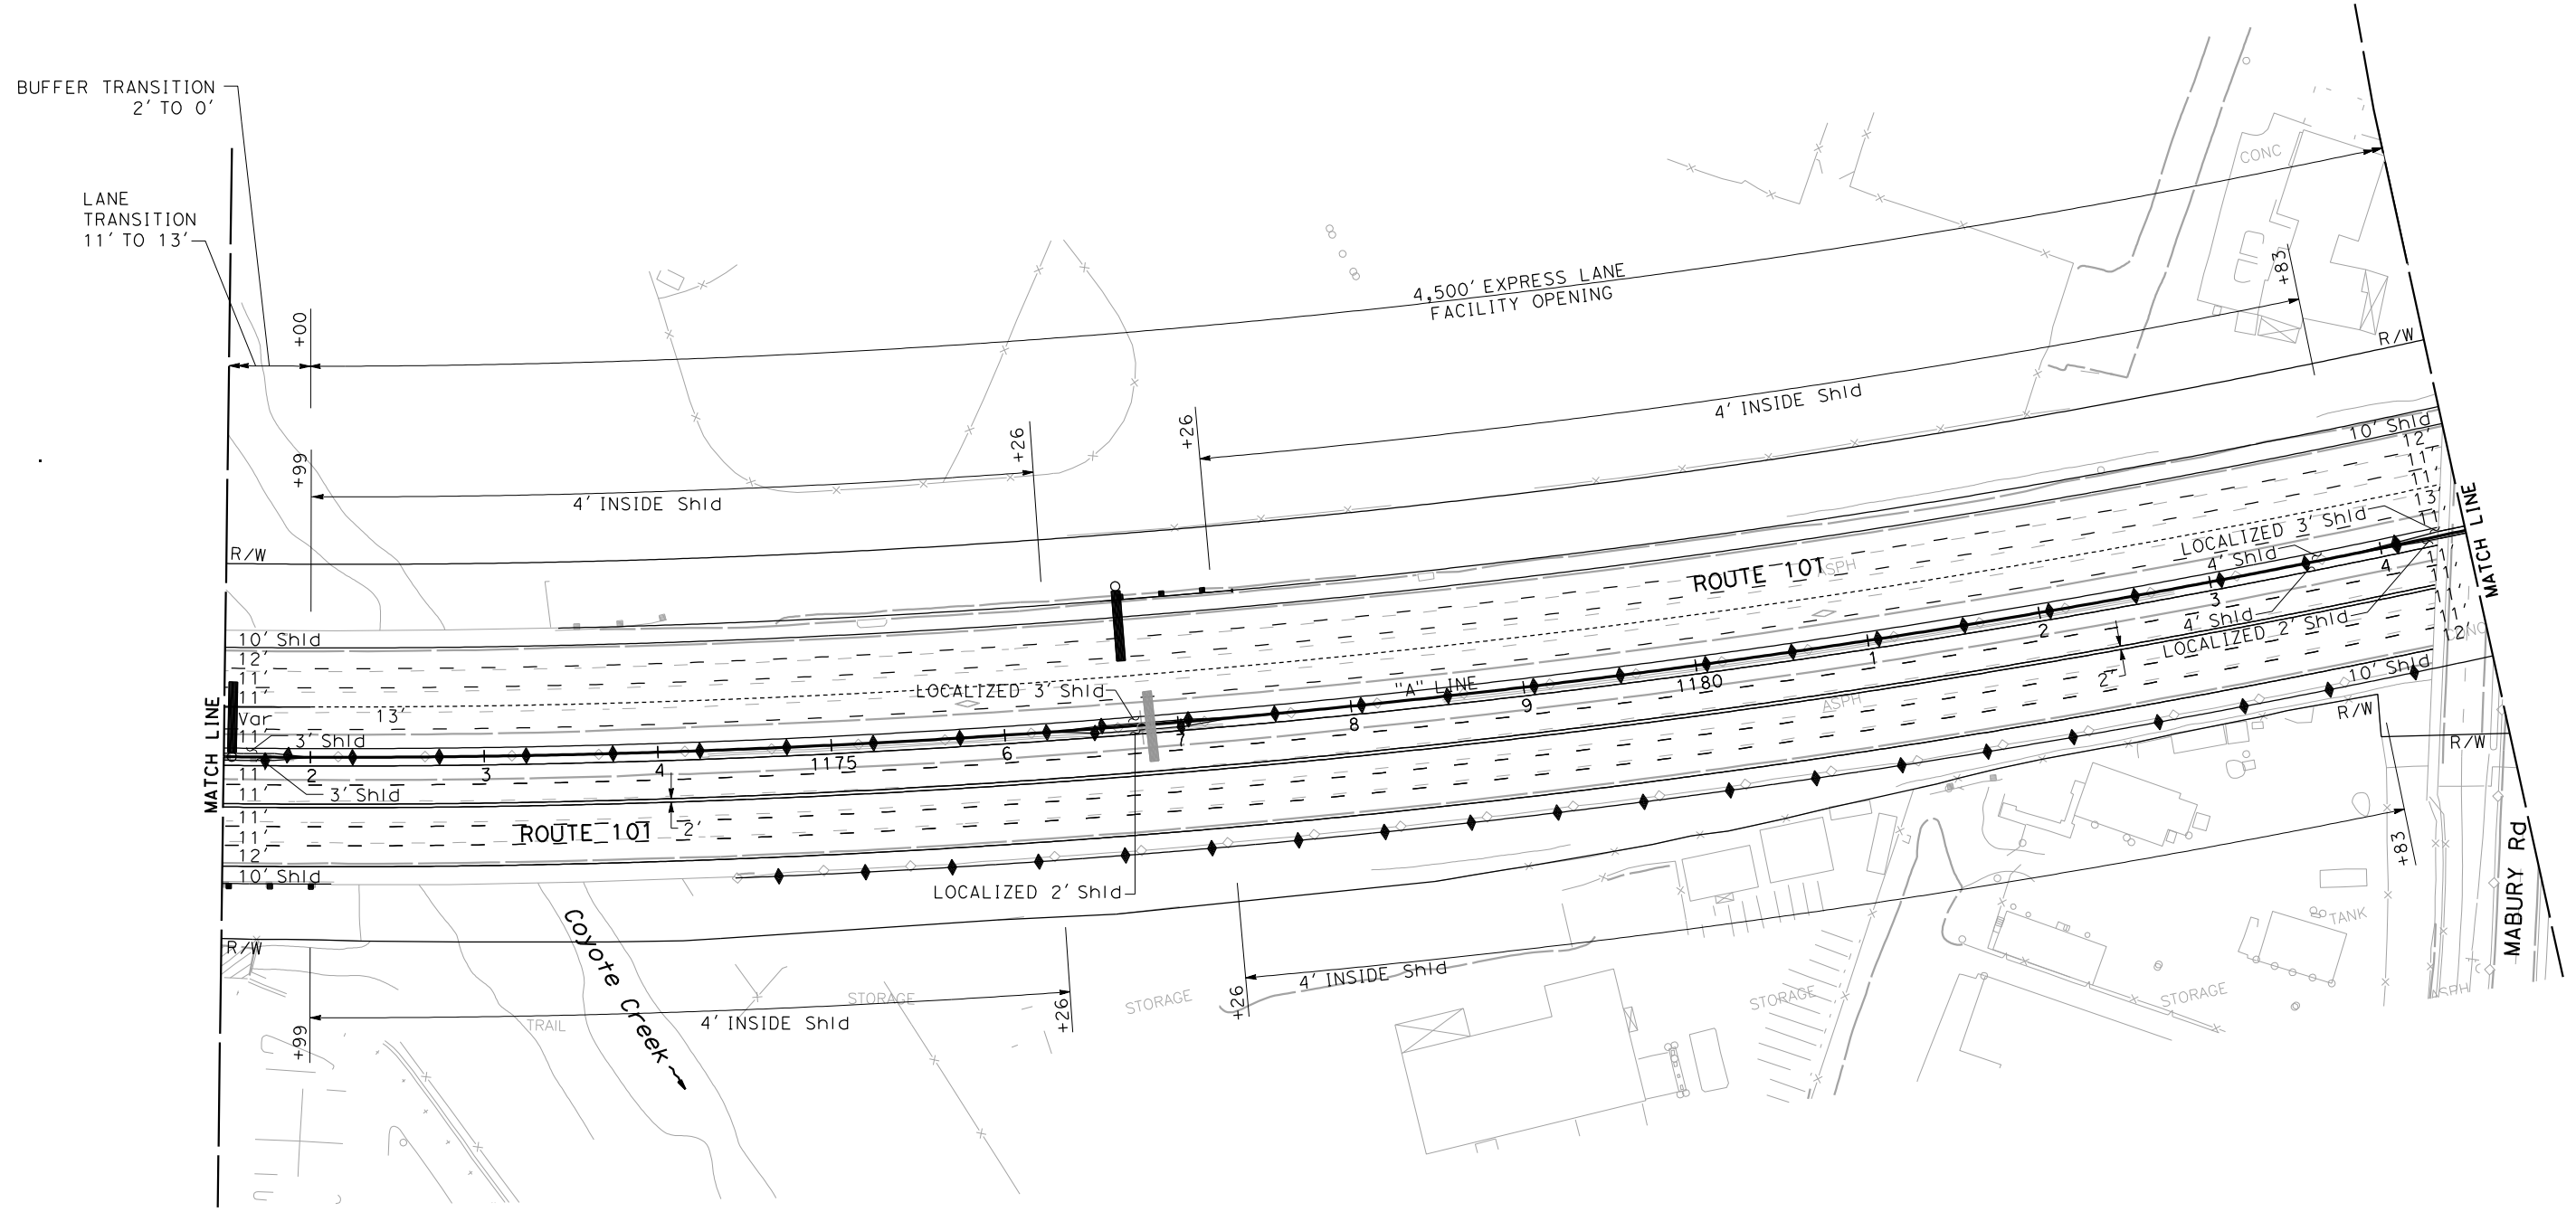 BUFFER TRANSITION
2' TO 0'
LANE
TRANSITION
11' TO 13'
+00
+99
4' INSIDE Shld
+26
+26
4,500' EXPRESS LANE
FACILITY OPENING
4' INSIDE Shld
+83
CONC
R/W
R/W
MATCH LINE
10' Shld
12'
11'
11'
Var
13'
11'
3' Shld
3' Shld
11'
11'
11'
11'
12'
10' Shld
R/W
2
3
4
1175
6
7
8
9
1180
1
2
3
4
LOCALIZED 3' Shld
"A" LINE
ROUTE 101
ASPH
ROUTE 101
2'
ASPH
LOCALIZED 2' Shld
10' Shld
12'
11'
11'
13'
11'
LOCALIZED 3' Shld
4' Shld
4' Shld
LOCALIZED 2' Shld
2'
11'
11'
11'
11'
12'
CONC
10' Shld
R/W
R/W
MATCH LINE
MABURY Rd
+83
Coyote Creek
TRAIL
STORAGE
STORAGE
STORAGE
STORAGE
TANK
ASPH
+99
4' INSIDE Shld
+26
+26
4' INSIDE Shld